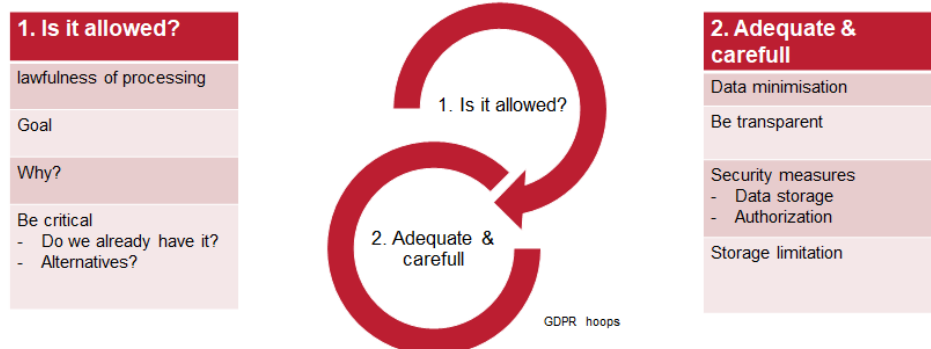 1. Is it allowed?
lawfulness of processing
Goal
Why?
Be critical
- Do we already have it?
- Alternatives?
1. Is it allowed?
2. Adequate &
carefull
GDPR hoops
2. Adequate &
carefull
Data minimisation
Be transparent
Security measures
- Data storage
- Authorization
Storage limitation